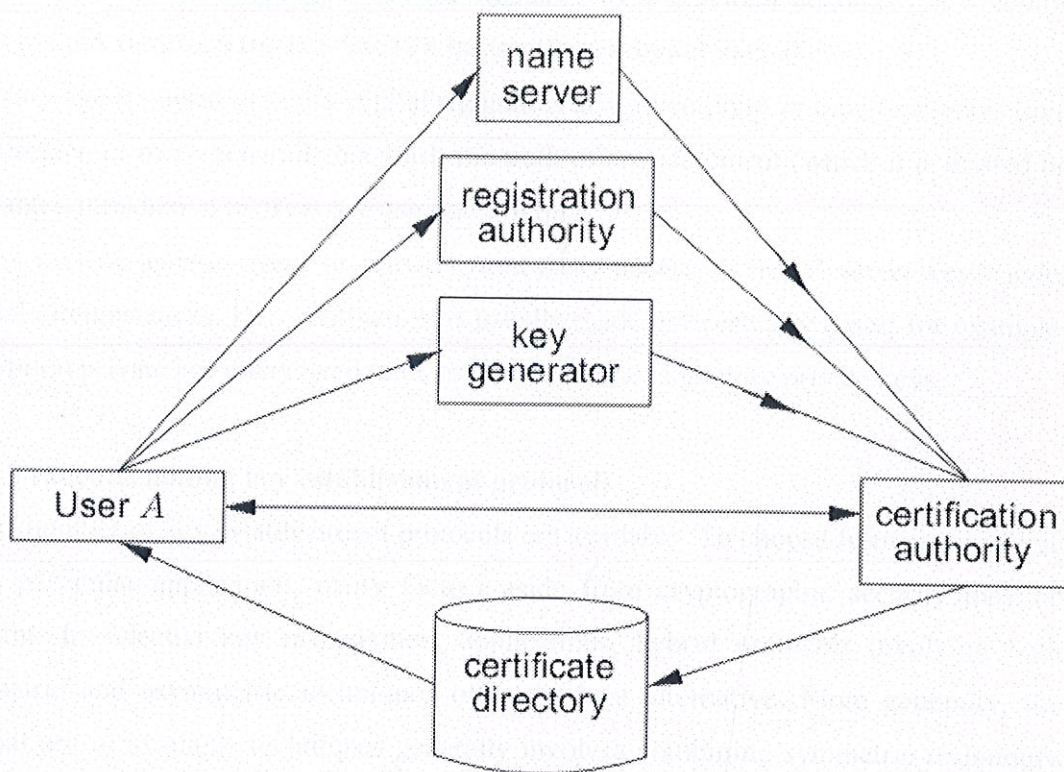 name
server
registration
authority
key
generator
User A
certification
authority
certificate
directory